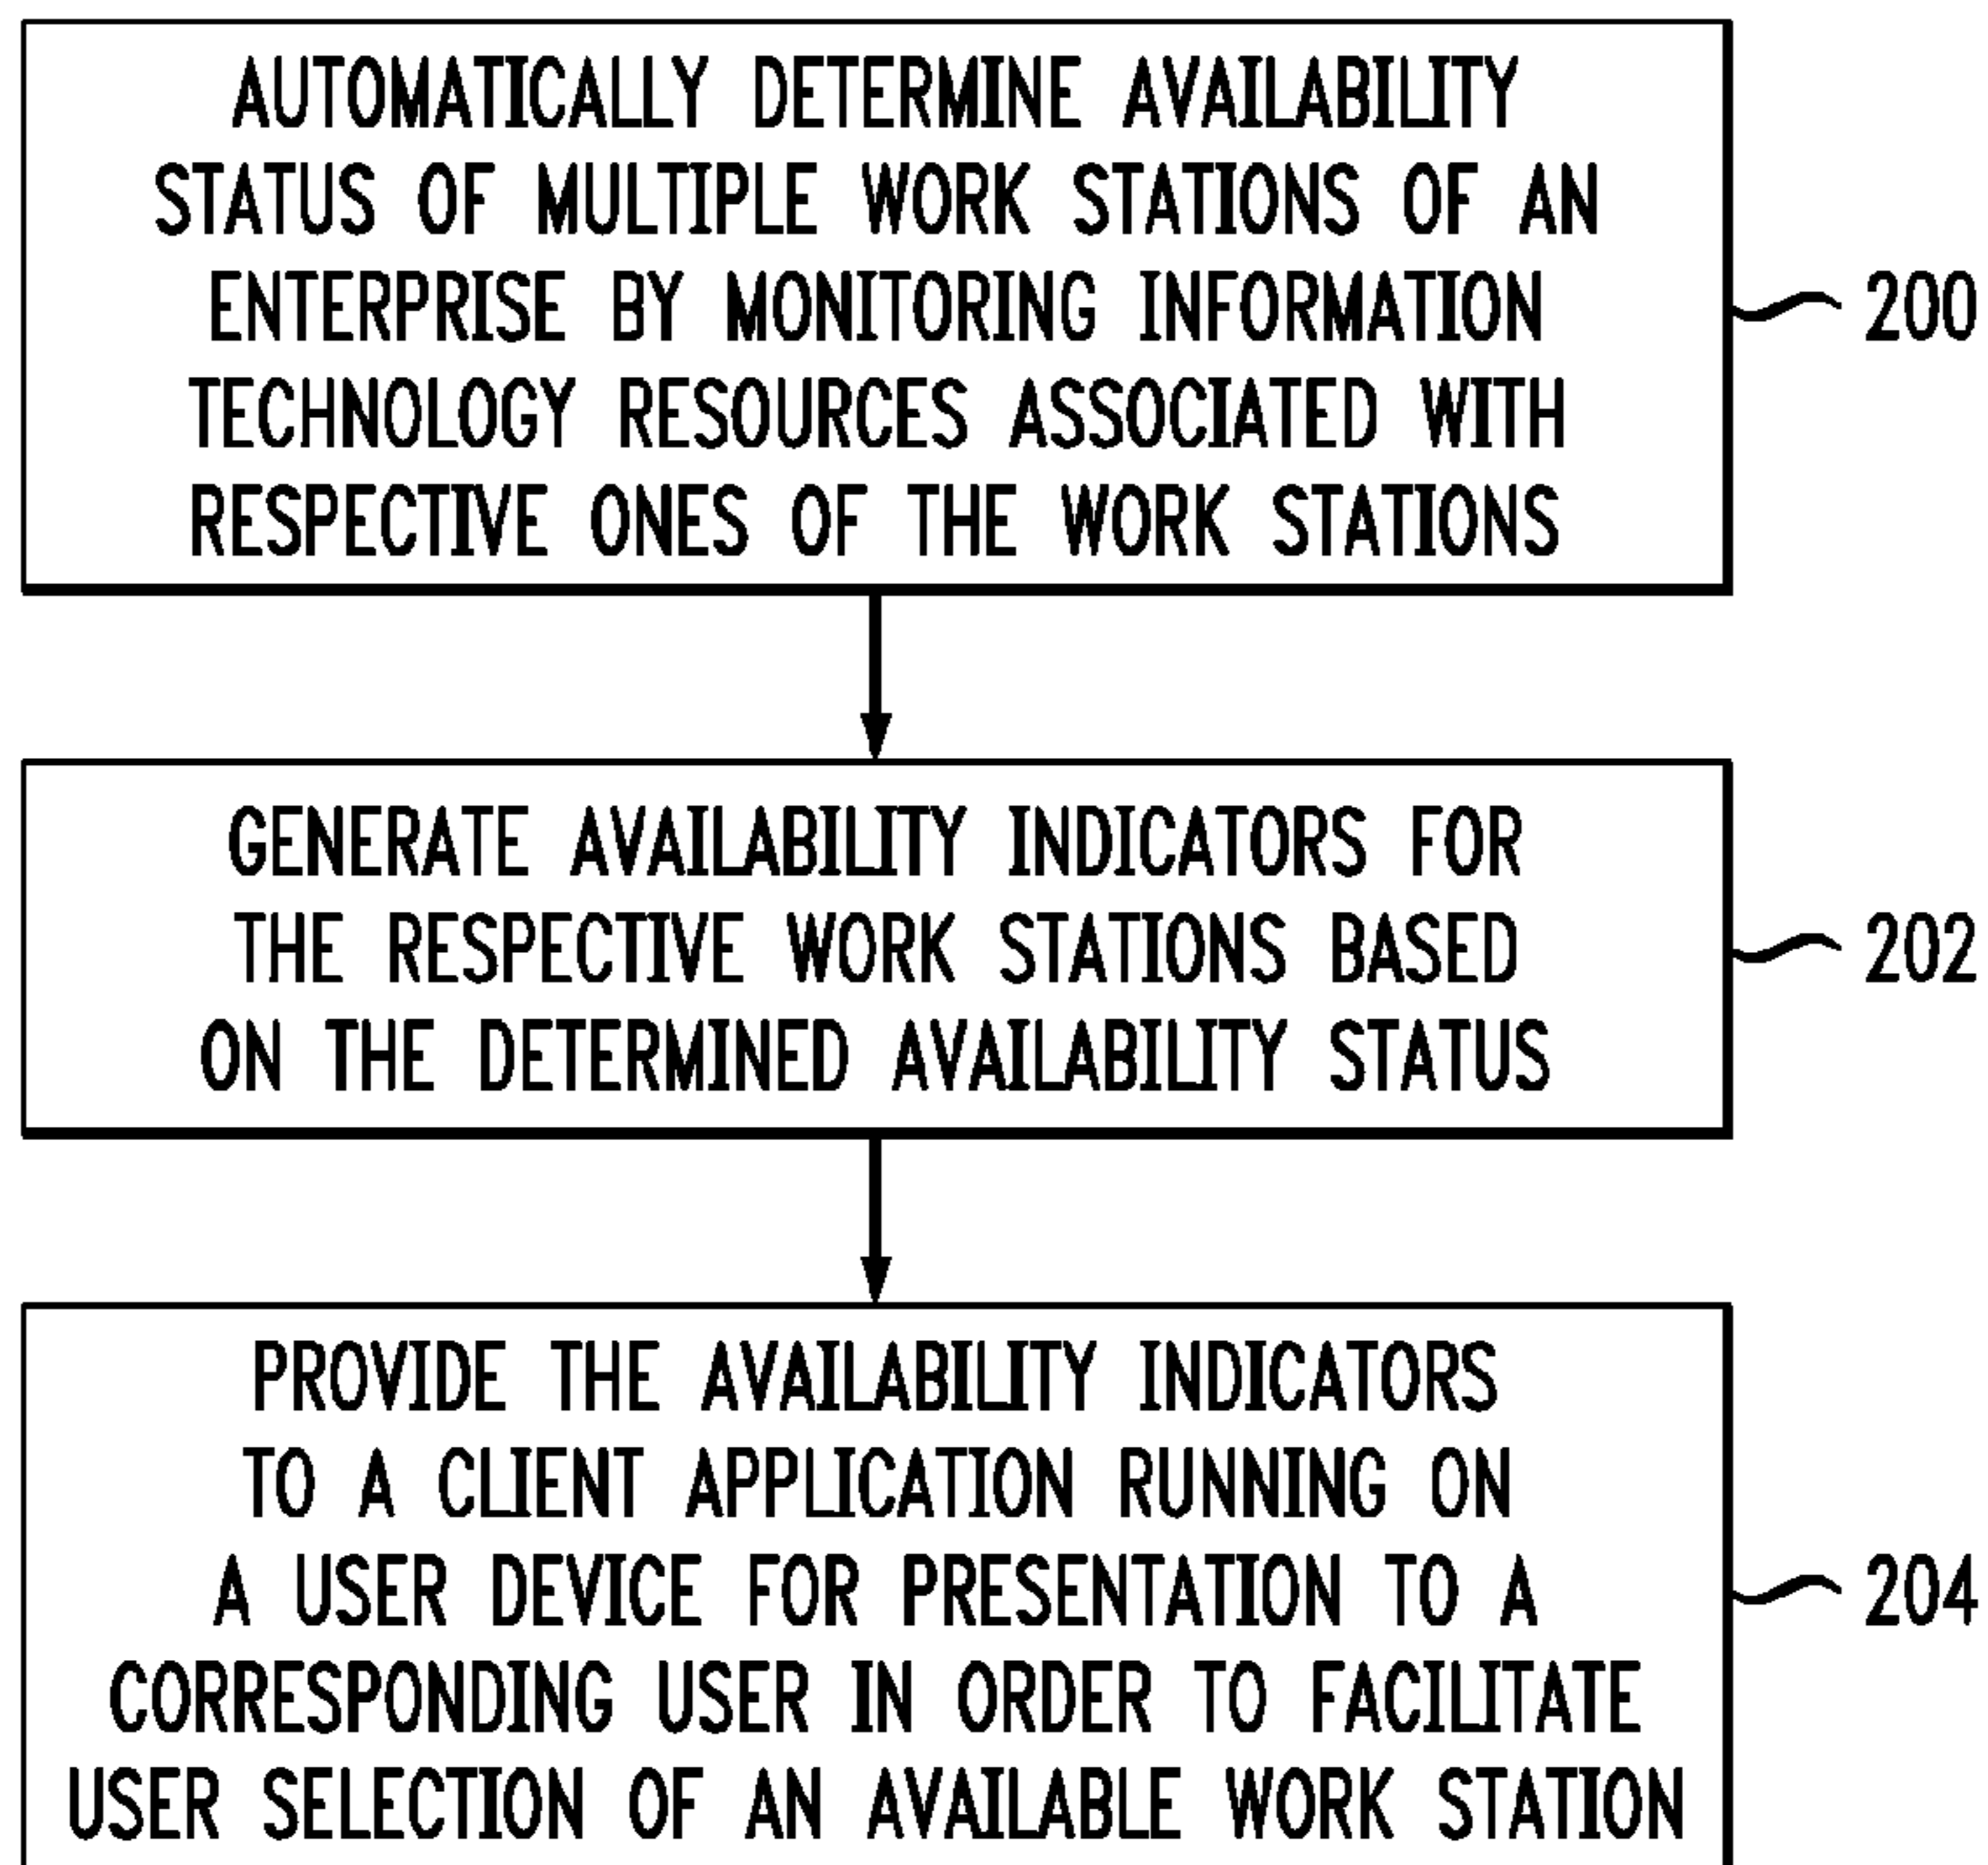 AUTOMATICALLY DETERMINE AVAILABILITY
STATUS OF MULTIPLE WORK STATIONS OF AN
ENTERPRISE BY MONITORING INFORMATION
TECHNOLOGY RESOURCES ASSOCIATED WITH
RESPECTIVE ONES OF THE WORK STATIONS
200
GENERATE AVAILABILITY INDICATORS FOR
THE RESPECTIVE WORK STATIONS BASED
ON THE DETERMINED AVAILABILITY STATUS
202
PROVIDE THE AVAILABILITY INDICATORS
TO A CLIENT APPLICATION RUNNING ON
A USER DEVICE FOR PRESENTATION TO A
CORRESPONDING USER IN ORDER TO FACILITATE
USER SELECTION OF AN AVAILABLE WORK STATION
204